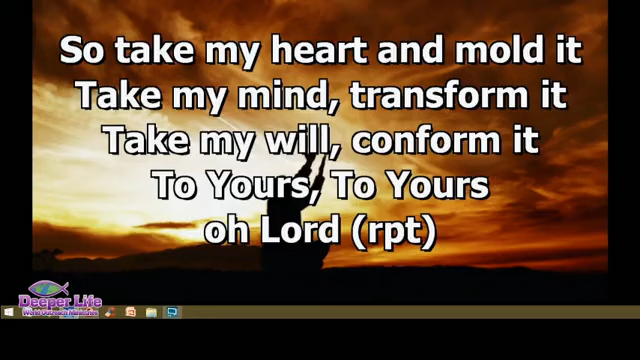 So take my heart and mold it
Take my mind, transform it
Take my will, conform it
To Yours, To Yours
oh Lord (rpt)
Deeper Life
World Outreach Ministries